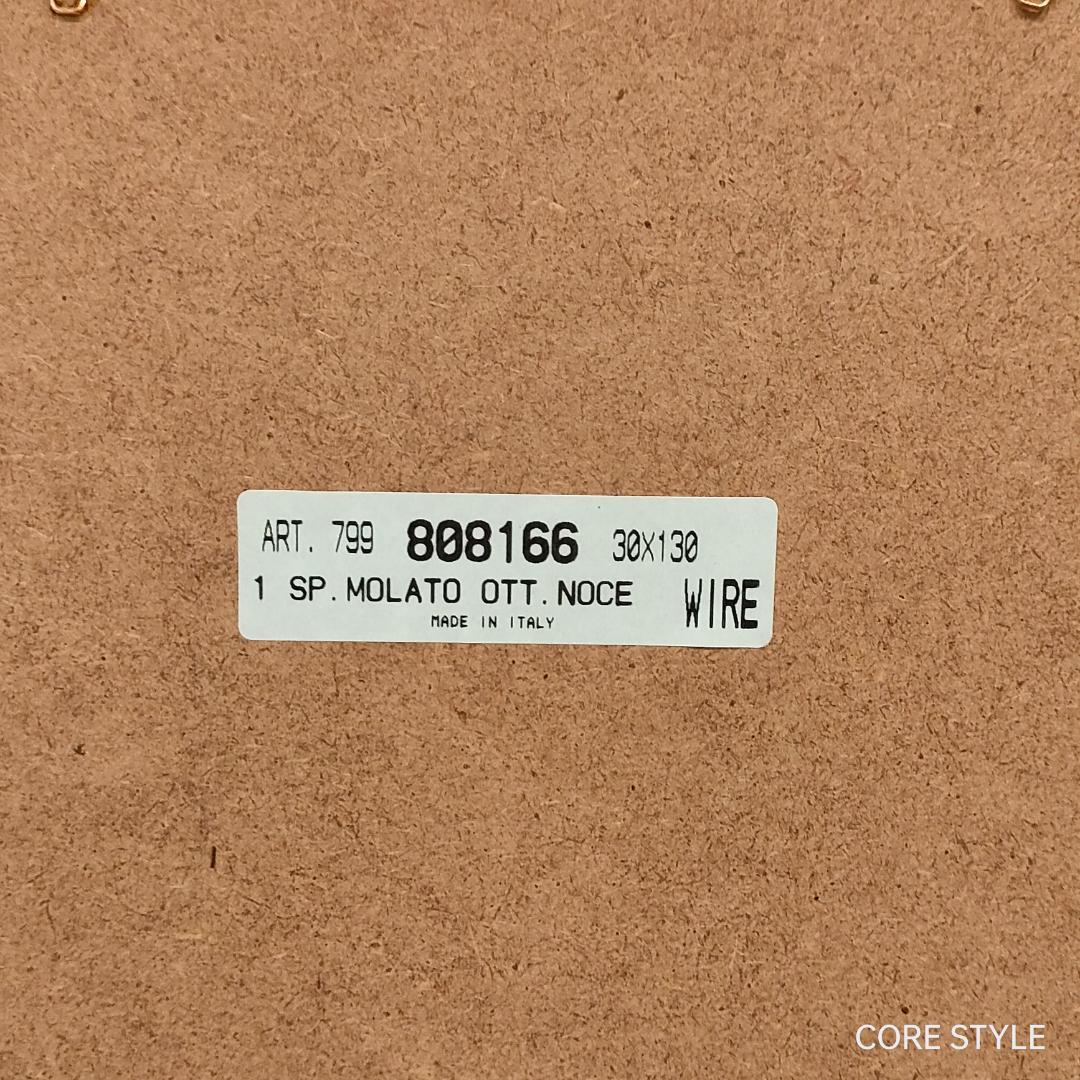 ART. 799 808166 30X130
1 SP.MOLATO OTT.NOCE WIRE
MADE IN ITALY
CORE STYLE